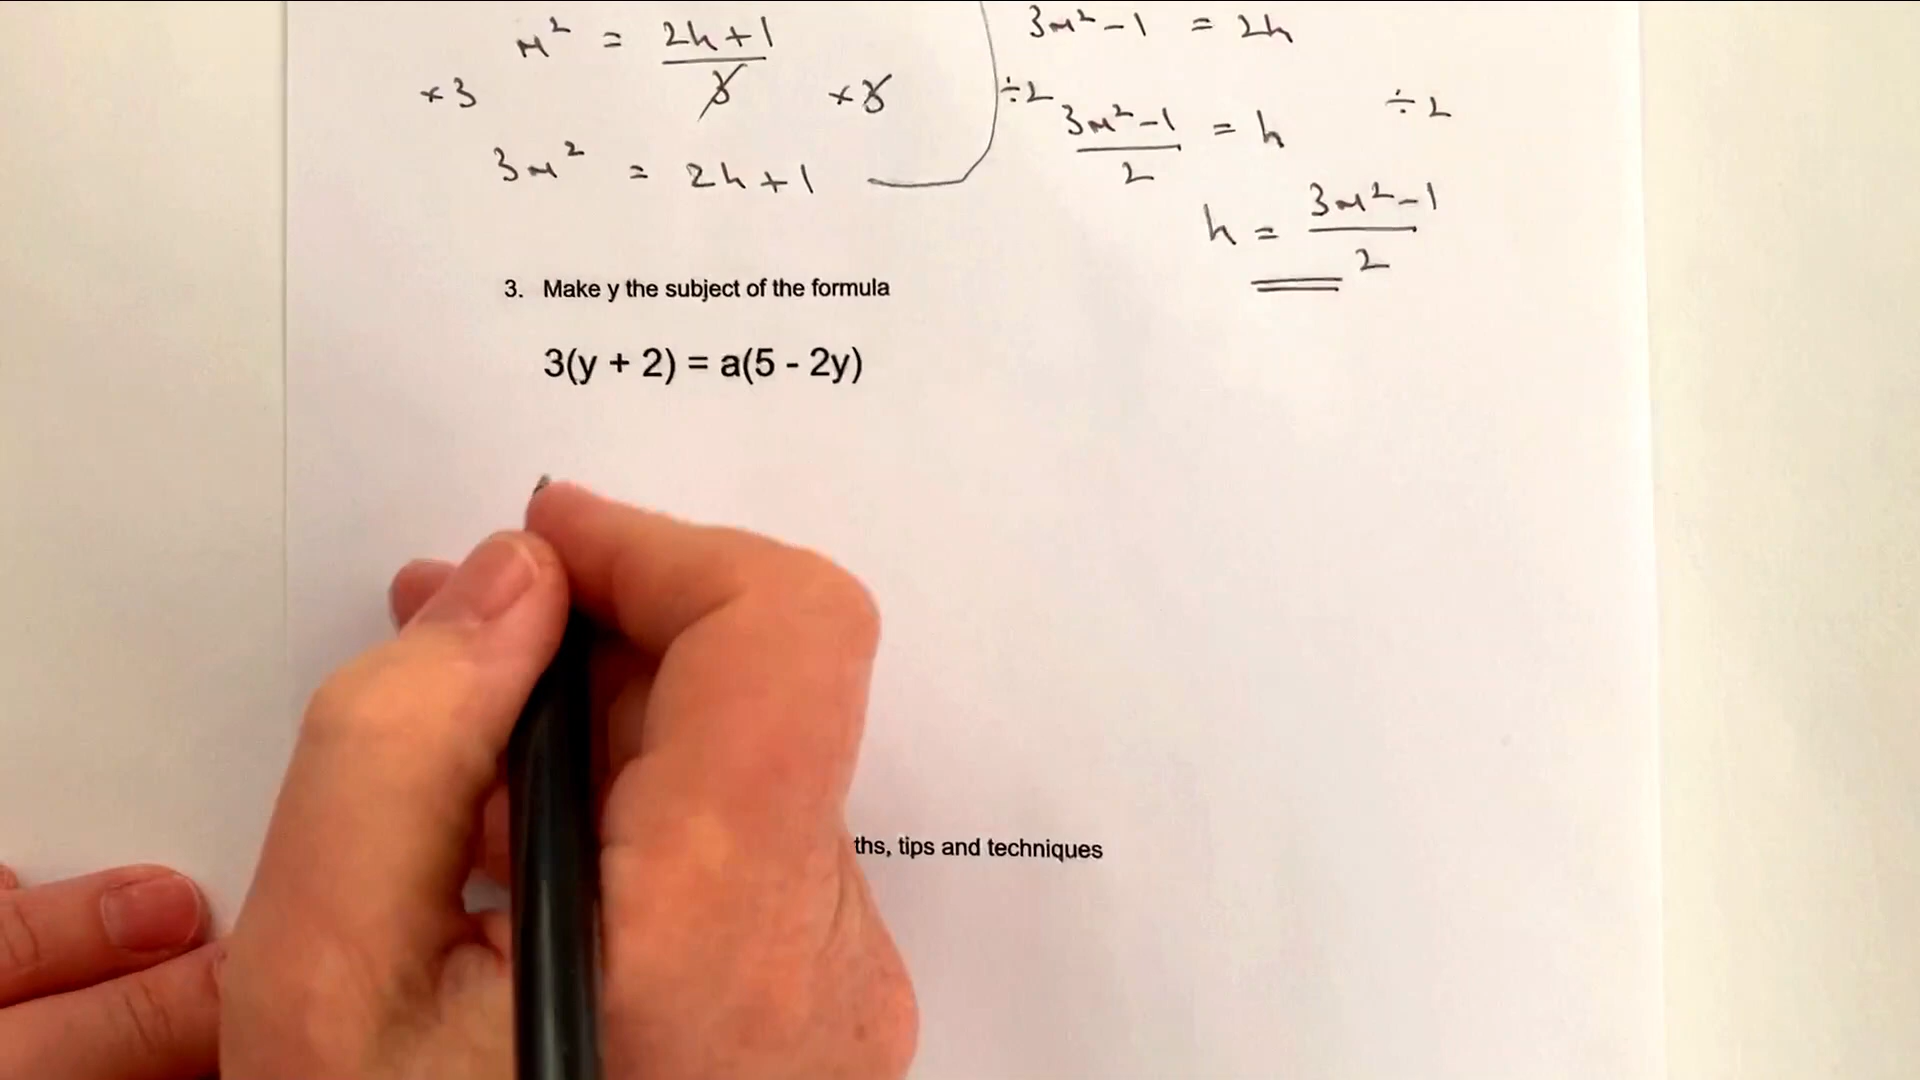 m² = 2h+1
3
×3 ×3
3m² = 2h+1
3m²-1 = 2h
÷2 3m²-1 = h ÷2
2
h = 3m²-1
2
3. Make y the subject of the formula
3(y + 2) = a(5 - 2y)
ths, tips and techniques